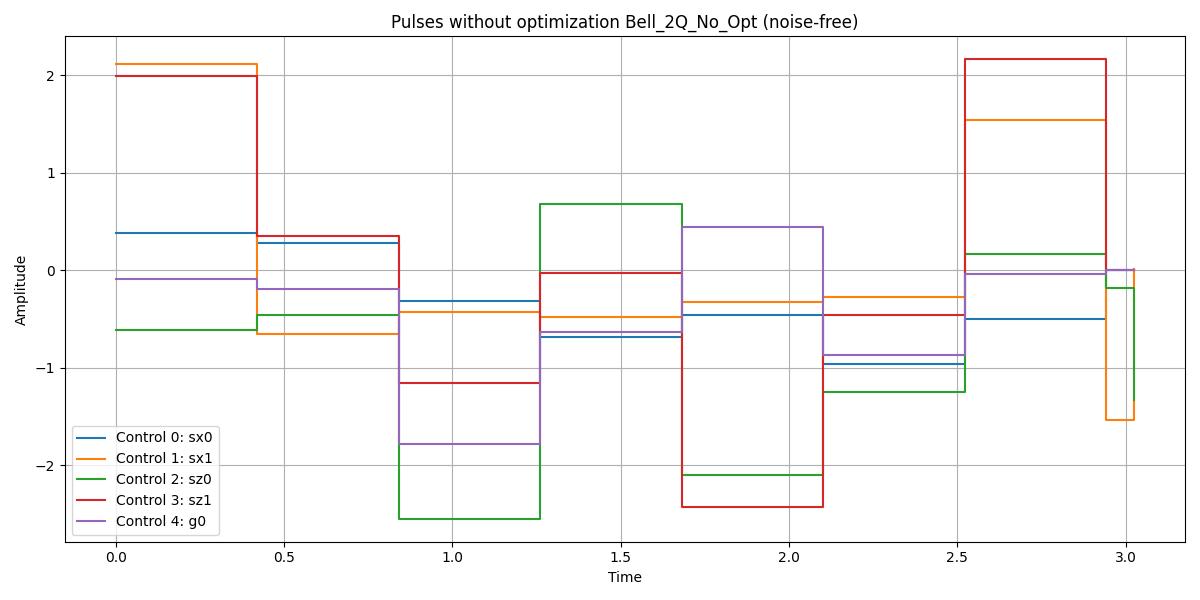 Pulses without optimization Bell_2Q_No_Opt (noise-free)
2
1
0
−1
−2
Amplitude
Control 0: sx0
Control 1: sx1
Control 2: sz0
Control 3: sz1
Control 4: g0
0.0 0.5 1.0 1.5 2.0 2.5 3.0
Time